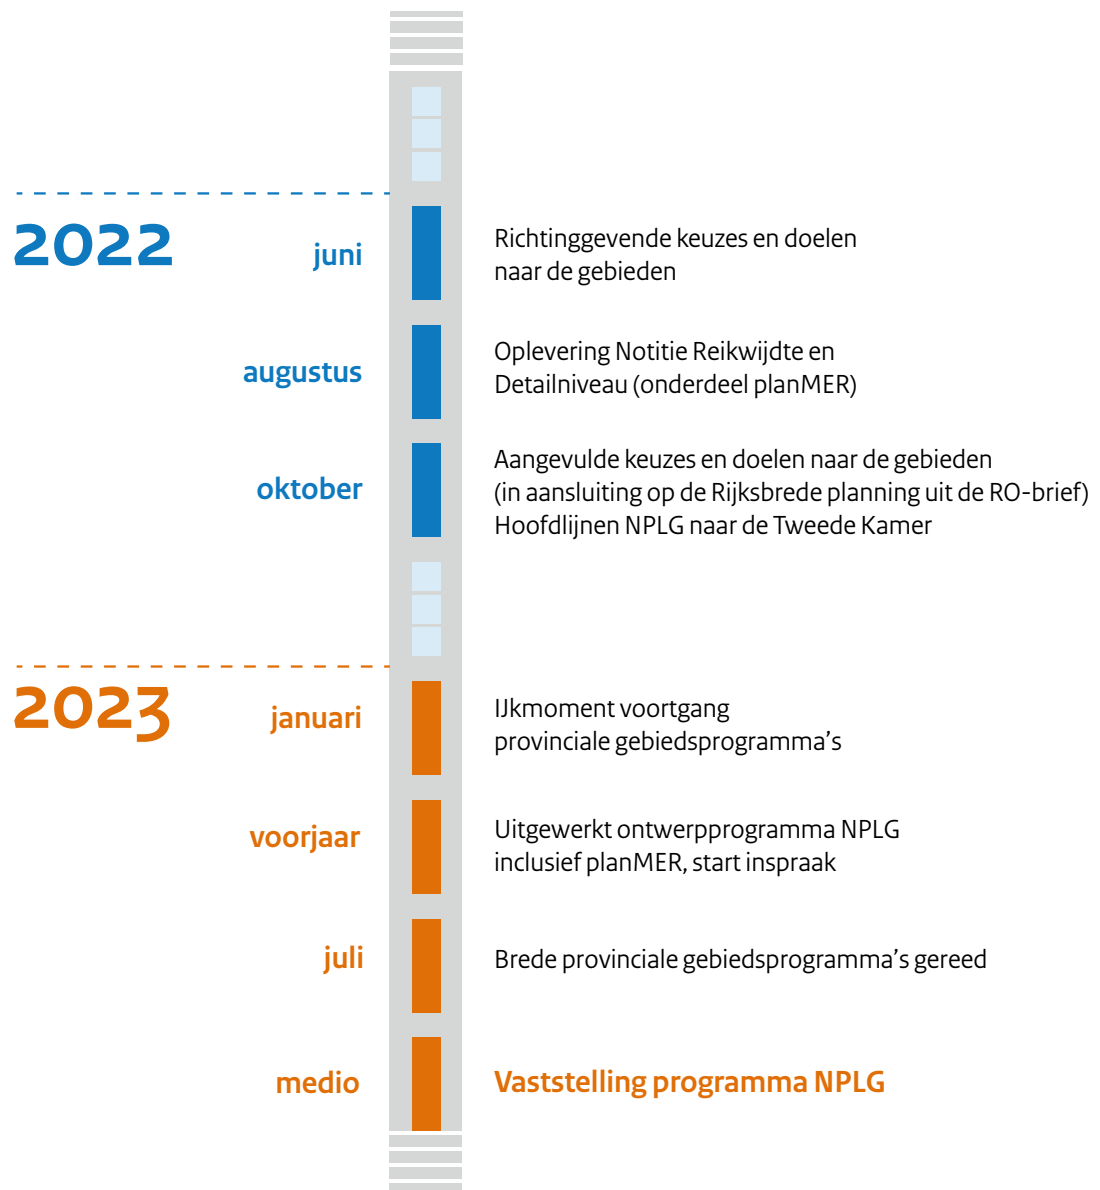 2022
juni
Richtinggevende keuzes en doelen
naar de gebieden
augustus
Oplevering Notitie Reikwijdte en
Detailniveau (onderdeel planMER)
oktober
Aangevulde keuzes en doelen naar de gebieden
(in aansluiting op de Rijksbrede planning uit de RO-brief)
Hoofdlijnen NPLG naar de Tweede Kamer
2023
januari
IJkmoment voortgang
provinciale gebiedsprogramma’s
voorjaar
Uitgewerkt ontwerpprogramma NPLG
inclusief planMER, start inspraak
juli
Brede provinciale gebiedsprogramma’s gereed
medio
Vaststelling programma NPLG